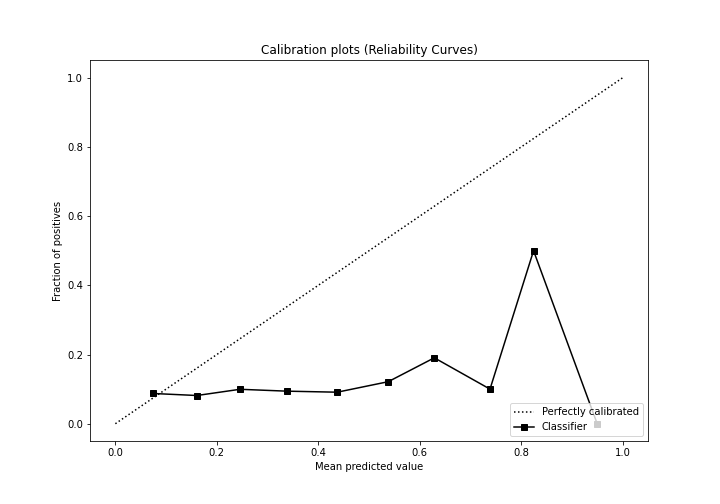 Calibration plots (Reliability Curves)
Fraction of positives
1.0
0.8
0.6
0.4
0.2
0.0
Perfectly calibrated
Classifier
0.0 0.2 0.4 0.6 0.8 1.0
Mean predicted value